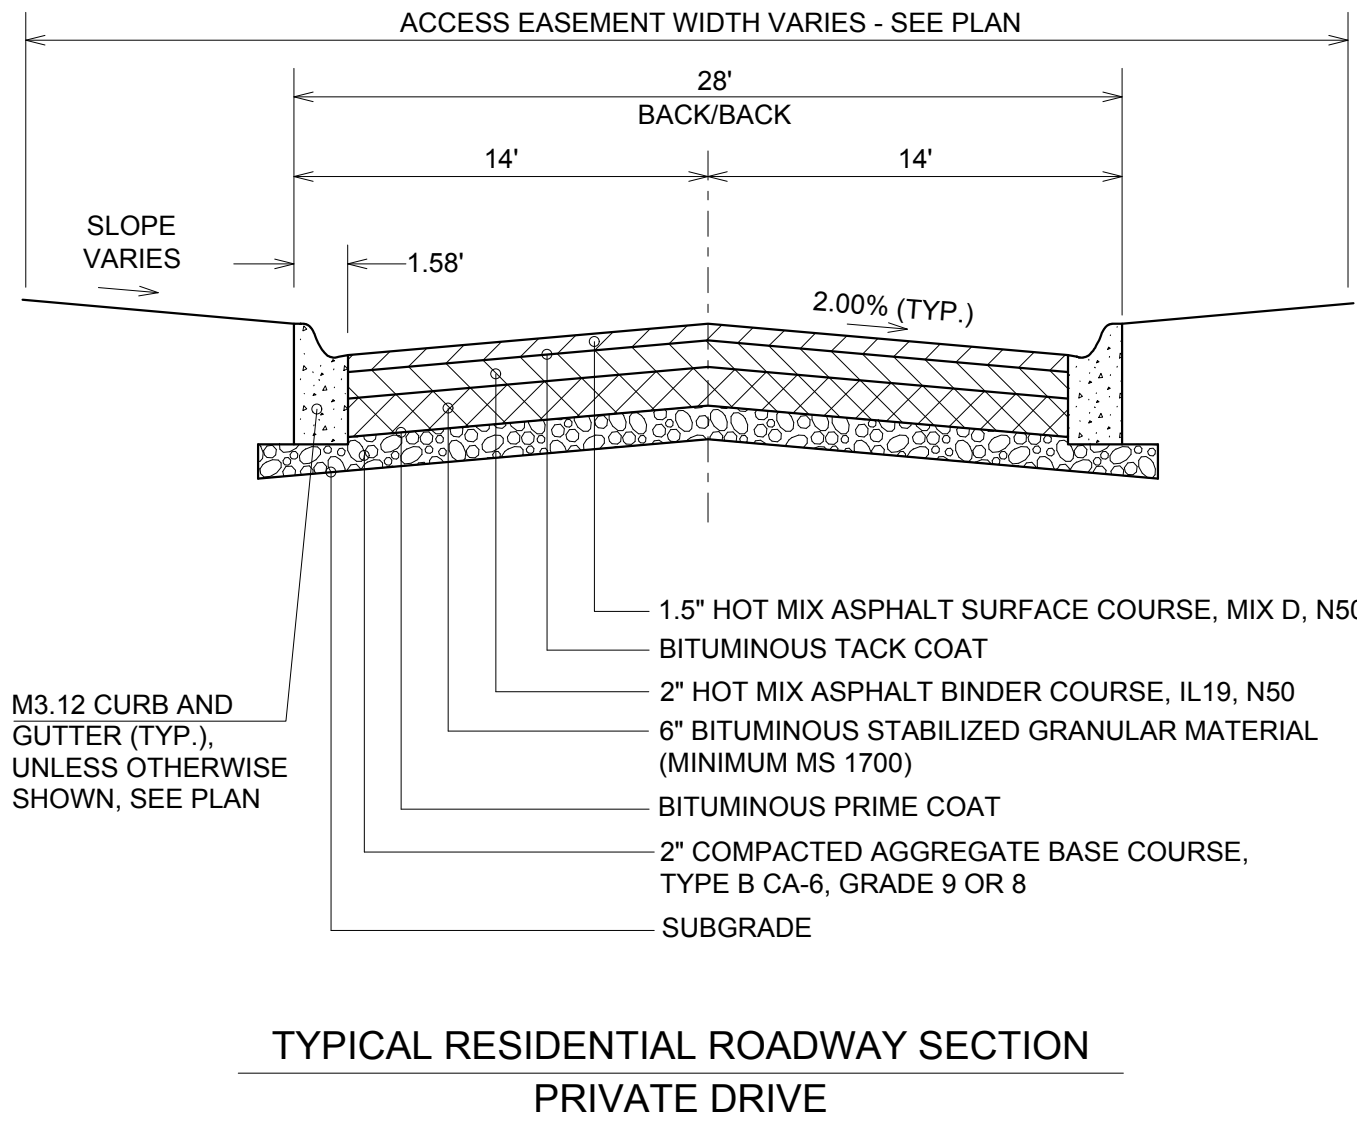 ACCESS EASEMENT WIDTH VARIES - SEE PLAN
28'
BACK/BACK
14'
14'
SLOPE
VARIES
1.58'
2.00% (TYP.)
1.5" HOT MIX ASPHALT SURFACE COURSE, MIX D, N50
BITUMINOUS TACK COAT
2" HOT MIX ASPHALT BINDER COURSE, IL19, N50
6" BITUMINOUS STABILIZED GRANULAR MATERIAL
(MINIMUM MS 1700)
BITUMINOUS PRIME COAT
2" COMPACTED AGGREGATE BASE COURSE,
TYPE B CA-6, GRADE 9 OR 8
SUBGRADE
M3.12 CURB AND
GUTTER (TYP.),
UNLESS OTHERWISE
SHOWN, SEE PLAN
TYPICAL RESIDENTIAL ROADWAY SECTION
PRIVATE DRIVE